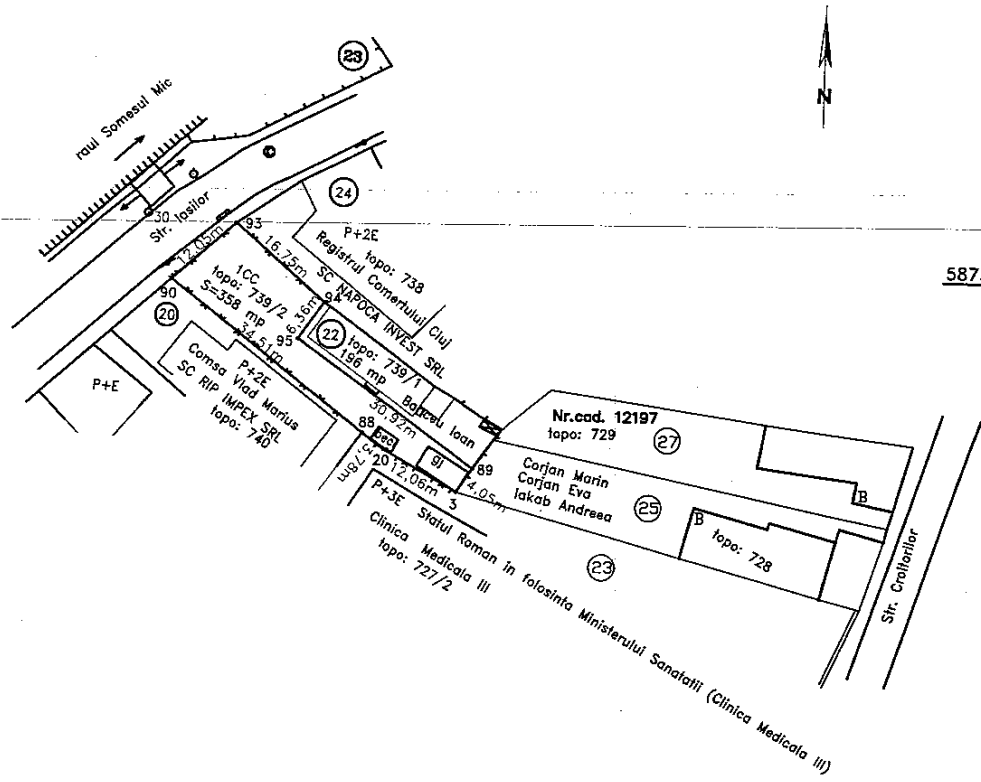 23
N
raul Somesul Mic
24
30
Str. Iasilor
93
12,05m
16,75m
P+2E
topo: 738
Registrul Comertului Cluj
SC NAPOCA INVEST SRL
1CC
topo: 739/2
S=358 mp
94
6,36m
90
20
34,51m
95
22
topo: 739/1
196 mp
Comsa Vlad Marius
P+2E
SC RIP IMPEX SRL
topo: 740
P+E
30,92m
Ioan
Nr.cad. 12197
topo: 729
27
88
20
12,06m
gj
89
4,05m
3
Corjan Marin
Corjan Eva
Iakab Andreea
25
B
B
topo: 728
23
P+3E Statul Roman in folosinta Ministerului Sanatatii (Clinica Medicala III)
Clinica Medicala III
topo: 727/2
Str. Croitorilor